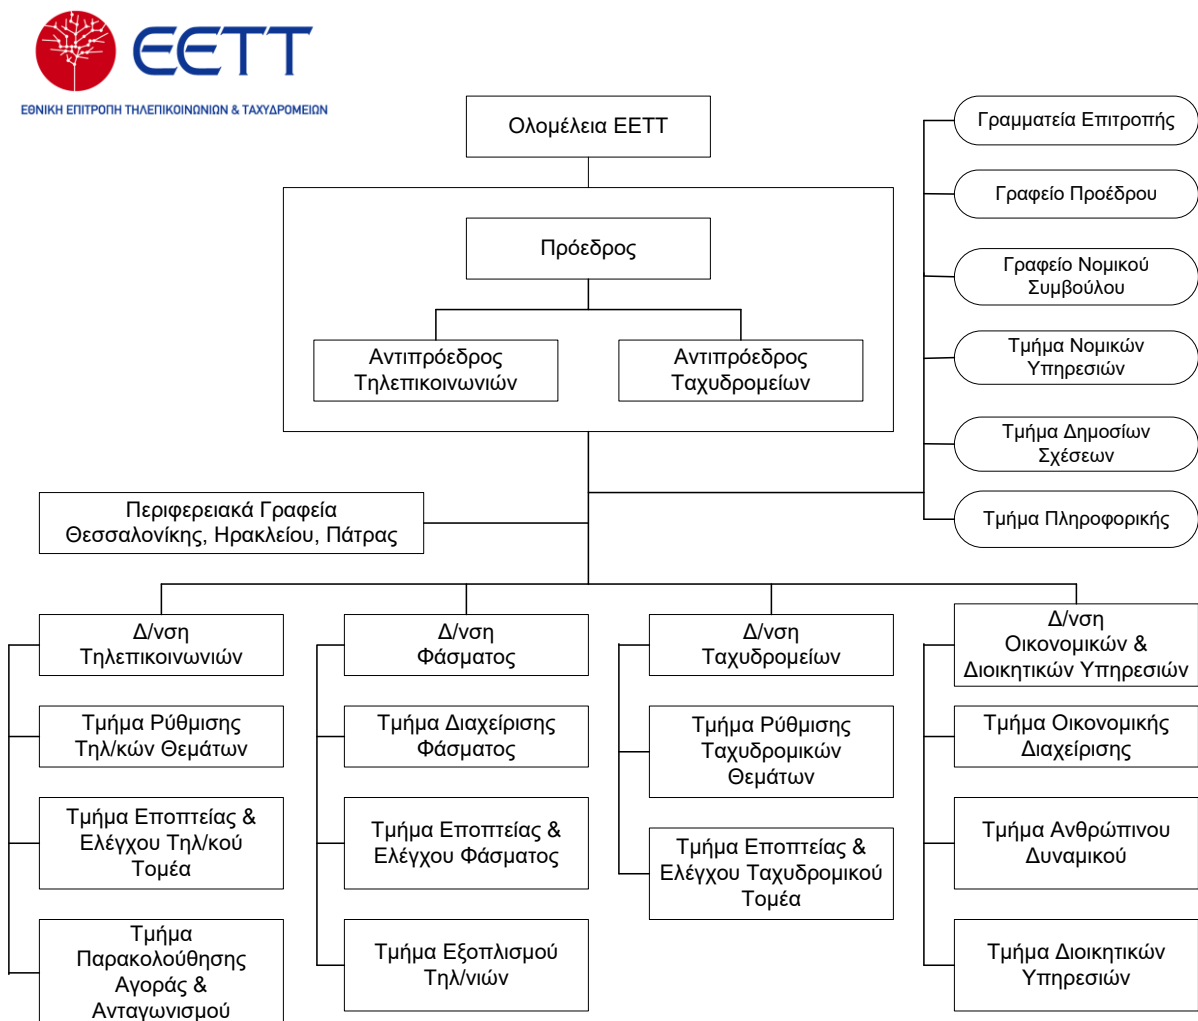 ΕΕΤΤ
ΕΘΝΙΚΗ ΕΠΙΤΡΟΠΗ ΤΗΛΕΠΙΚΟΙΝΩΝΙΩΝ & ΤΑΧΥΔΡΟΜΕΙΩΝ
Ολομέλεια ΕΕΤΤ
Πρόεδρος
Αντιπρόεδρος
Τηλεπικοινωνιών
Αντιπρόεδρος
Ταχυδρομείων
Γραμματεία Επιτροπής
Γραφείο Προέδρου
Γραφείο Νομικού
Συμβούλου
Τμήμα Νομικών
Υπηρεσιών
Τμήμα Δημοσίων
Σχέσεων
Τμήμα Πληροφορικής
Περιφερειακά Γραφεία
Θεσσαλονίκης, Ηρακλείου, Πάτρας
Δ/νση
Τηλεπικοινωνιών
Τμήμα Ρύθμισης
Τηλ/κών Θεμάτων
Τμήμα Εποπτείας &
Ελέγχου Τηλ/κού
Τομέα
Τμήμα
Παρακολούθησης
Αγοράς &
Ανταγωνισμού
Δ/νση
Φάσματος
Τμήμα Διαχείρισης
Φάσματος
Τμήμα Εποπτείας &
Ελέγχου Φάσματος
Τμήμα Εξοπλισμού
Τηλ/νιών
Δ/νση
Ταχυδρομείων
Τμήμα Ρύθμισης
Ταχυδρομικών
Θεμάτων
Τμήμα Εποπτείας &
Ελέγχου Ταχυδρομικού
Τομέα
Δ/νση
Οικονομικών &
Διοικητικών Υπηρεσιών
Τμήμα Οικονομικής
Διαχείρισης
Τμήμα Ανθρώπινου
Δυναμικού
Τμήμα Διοικητικών
Υπηρεσιών